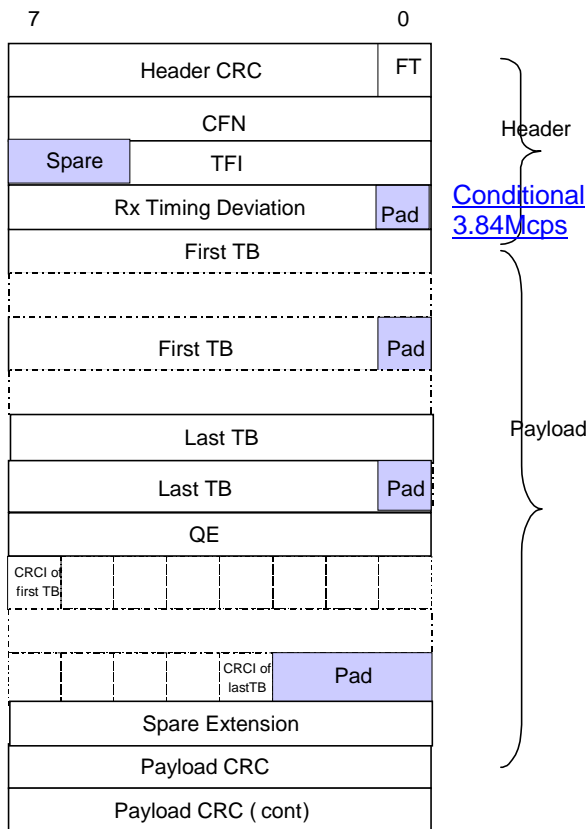 7 0
Header CRC FT
CFN
Header
Spare TFI
Rx Timing Deviation Pad
Conditional
3.84Mcps
First TB
First TB Pad
Last TB
Payload
Last TB Pad
QE
CRCI of
first TB
CRCI of
lastTB
Pad
Spare Extension
Payload CRC
Payload CRC ( cont)